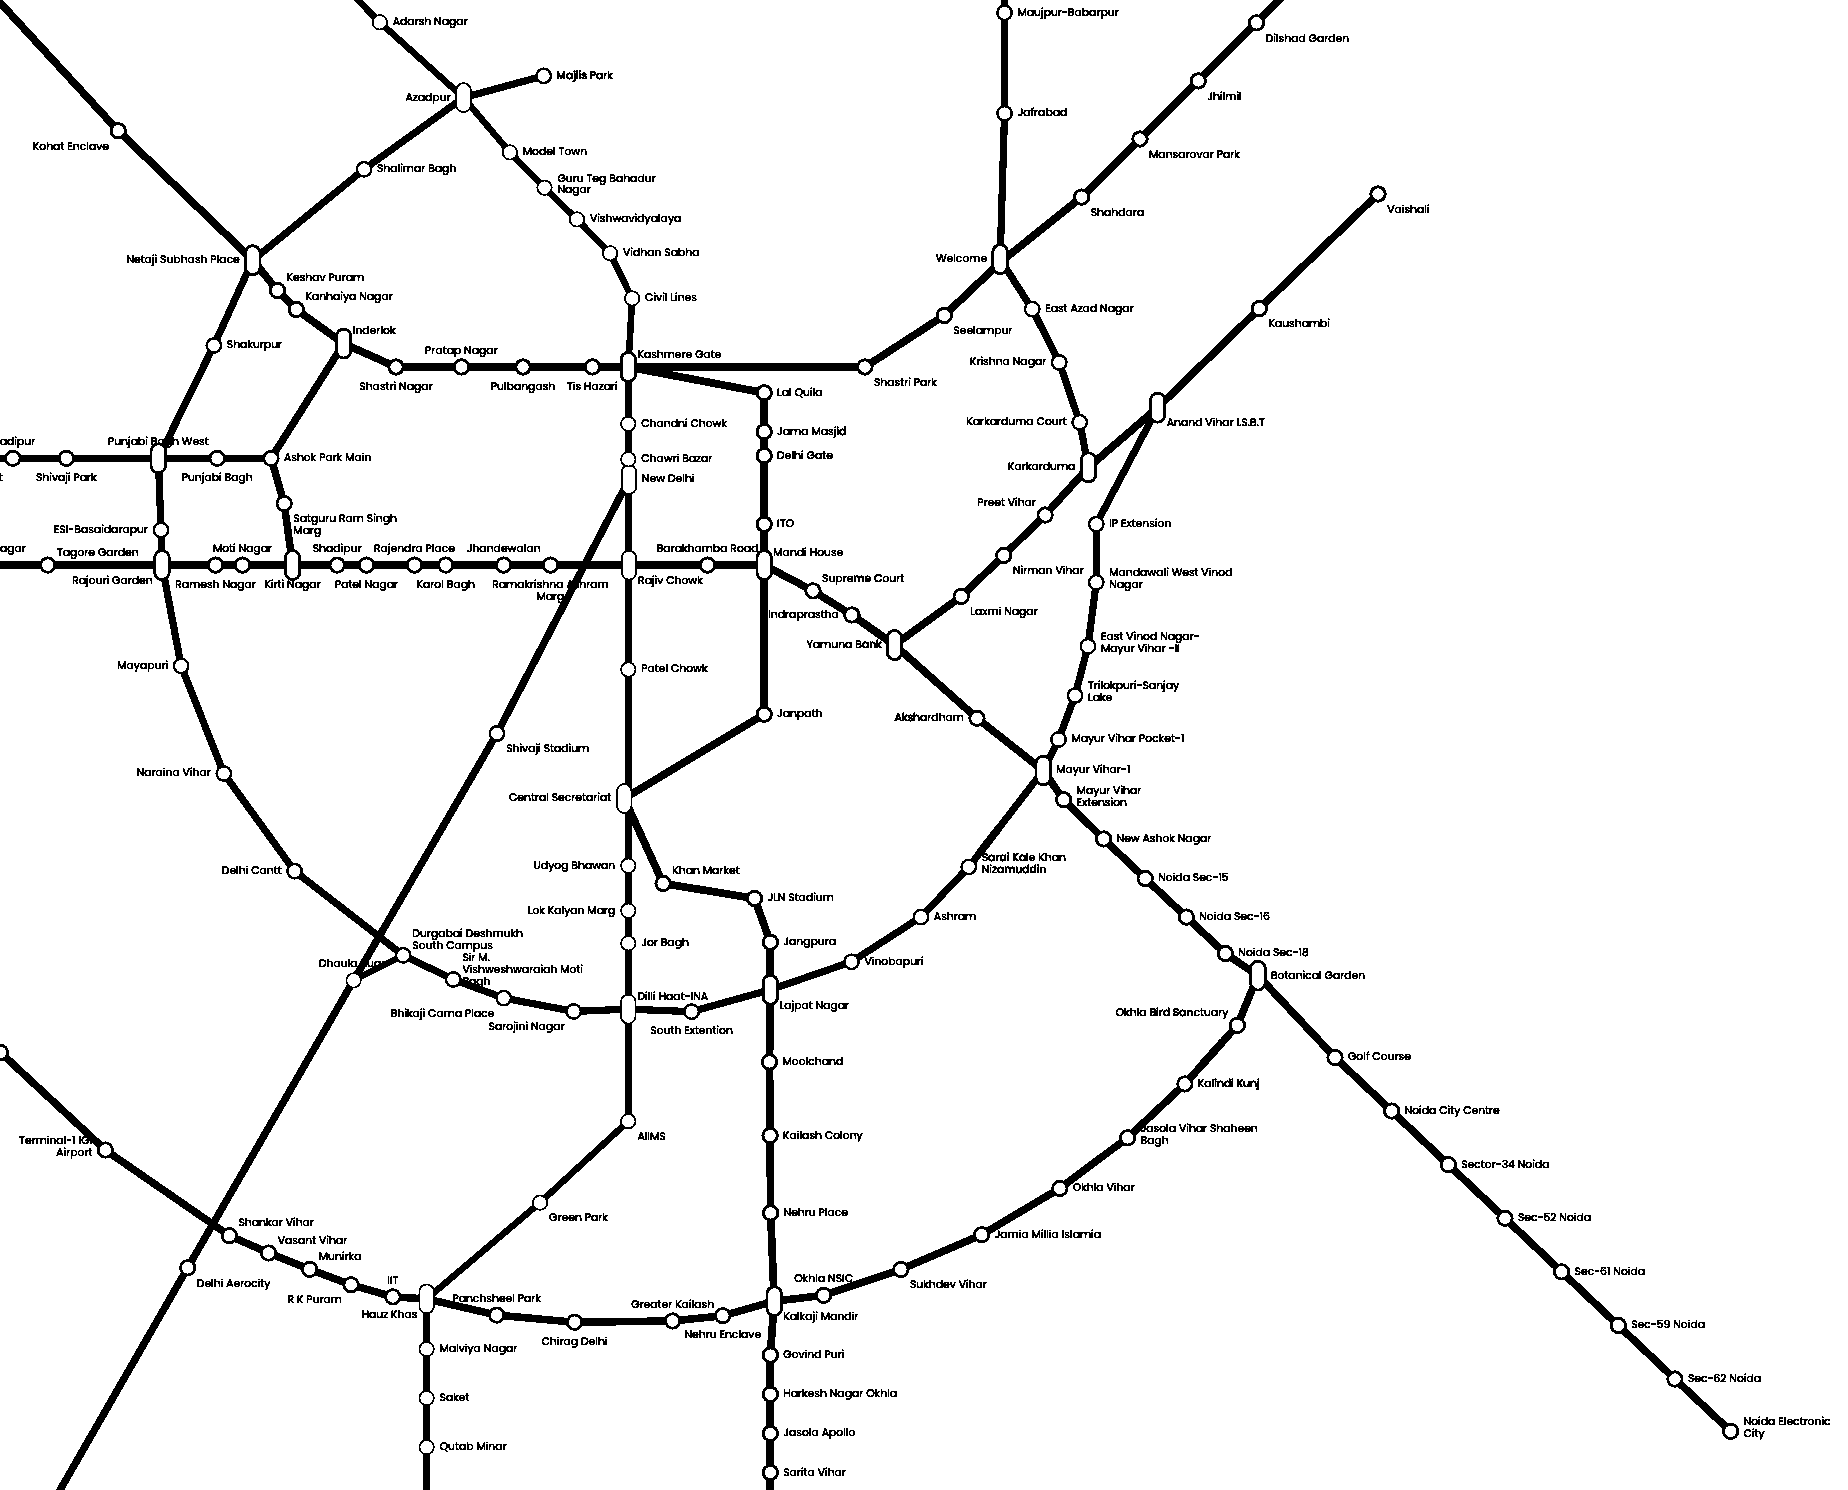 Maujpur-Babarpur
Adarsh Nagar
Dilshad Garden
Majlis Park
Azadpur
Jhilmil
Jafrabad
Kohat Enclave
Model Town
Mansarovar Park
Shalimar Bagh
Guru Teg Bahadur
Nagar
Vaishali
Shahdara
Vishwavidyalaya
Vidhan Sabha
Netaji Subhash Place
Welcome
Keshav Puram
Kanhaiya Nagar
Civil Lines
East Azad Nagar
Kaushambi
Inderlok
Seelampur
Shakurpur
Pratap Nagar
Kashmere Gate
Krishna Nagar
Shastri Nagar
Pulbangash
Tis Hazari
Shastri Park
Lal Quila
Chandni Chowk
Karkarduma Court
Anand Vihar I.S.B.T
Jama Masjid
adipur
Punjabi Bagh West
Ashok Park Main
Chawri Bazar
Delhi Gate
Karkarduma
t
Shivaji Park
Punjabi Bagh
New Delhi
Preet Vihar
Satguru Ram Singh
Marg
ESI-Basaidarapur
ITO
IP Extension
agar
Tagore Garden
Moti Nagar
Shadipur
Rajendra Place
Jhandewalan
Barakhamba Road
Mandi House
Nirman Vihar
Mandawali West Vinod
Nagar
Rajouri Garden
Ramesh Nagar
Kirti Nagar
Patel Nagar
Karol Bagh
Ramakrishna Ashram
Marg
Rajiv Chowk
Supreme Court
Indraprastha
Laxmi Nagar
Yamuna Bank
East Vinod Nagar-
Mayur Vihar -II
Mayapuri
Patel Chowk
Trilokpuri-Sanjay
Lake
Janpath
Akshardham
Shivaji Stadium
Mayur Vihar Pocket-1
Naraina Vihar
Mayur Vihar-1
Central Secretariat
Mayur Vihar
Extension
New Ashok Nagar
Delhi Cantt
Udyog Bhawan
Khan Market
Sarai Kale Khan
Nizamuddin
Noida Sec-15
JLN Stadium
Lok Kalyan Marg
Ashram
Noida Sec-16
Durgabai Deshmukh
South Campus
Jor Bagh
Jangpura
Noida Sec-18
Dhaula Kuan
Sir M.
Vishweshwaraiah Moti
Bagh
Vinobapuri
Botanical Garden
Bhikaji Cama Place
Dilli Haat-INA
Lajpat Nagar
Sarojini Nagar
South Extention
Okhla Bird Sanctuary
Moolchand
Golf Course
Kalindi Kunj
Noida City Centre
Terminal-1 IGI
Airport
AIIMS
Kailash Colony
Jasola Vihar Shaheen
Bagh
Sector-34 Noida
Okhla Vihar
Green Park
Nehru Place
Sec-52 Noida
Shankar Vihar
Vasant Vihar
Jamia Millia Islamia
Munirka
Delhi Aerocity
IIT
Okhla NSIC
Sukhdev Vihar
Sec-61 Noida
R K Puram
Hauz Khas
Panchsheel Park
Greater Kailash
Kalkaji Mandir
Chirag Delhi
Nehru Enclave
Sec-59 Noida
Malviya Nagar
Govind Puri
Sec-62 Noida
Saket
Harkesh Nagar Okhla
Noida Electronic
City
Jasola Apollo
Qutab Minar
Sarita Vihar